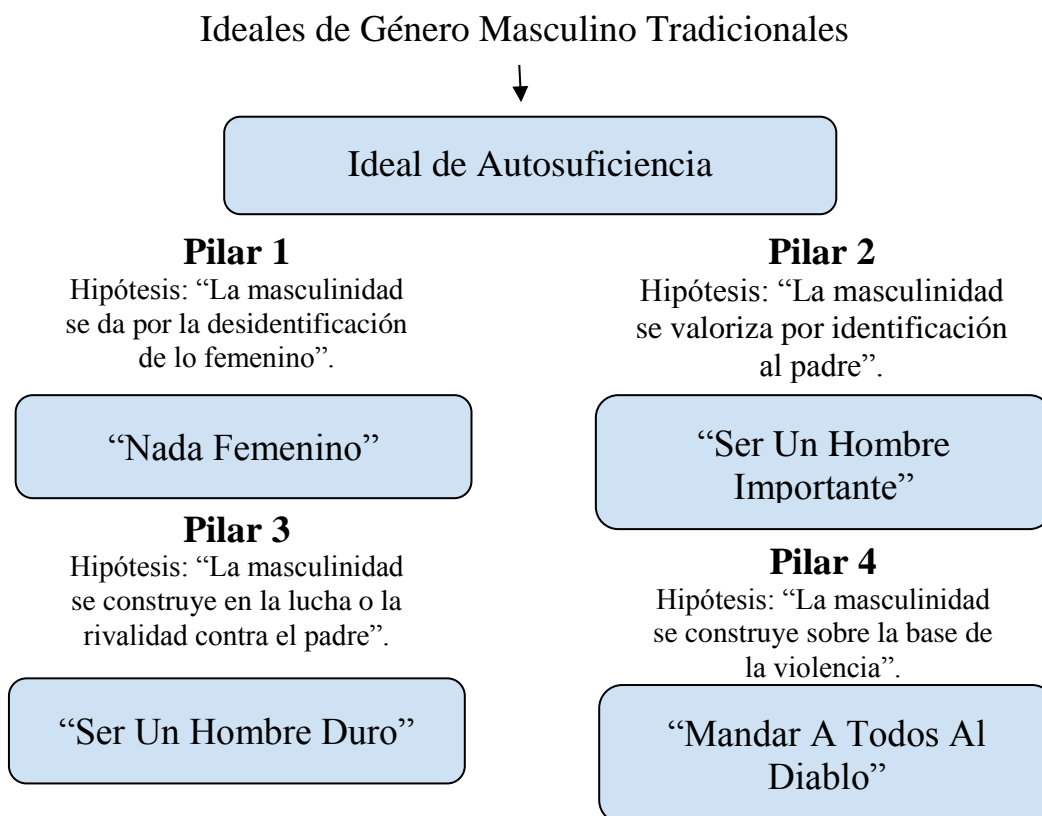 Ideales de Género Masculino Tradicionales
Ideal de Autosuficiencia
Pilar 1
Hipótesis: “La masculinidad
se da por la desidentificación
de lo femenino”.
“Nada Femenino”
Pilar 2
Hipótesis: “La masculinidad
se valoriza por identificación
al padre”.
“Ser Un Hombre
Importante”
Pilar 3
Hipótesis: “La masculinidad
se construye en la lucha o la
rivalidad contra el padre”.
“Ser Un Hombre Duro”
Pilar 4
Hipótesis: “La masculinidad
se construye sobre la base de
la violencia”.
“Mandar A Todos Al
Diablo”